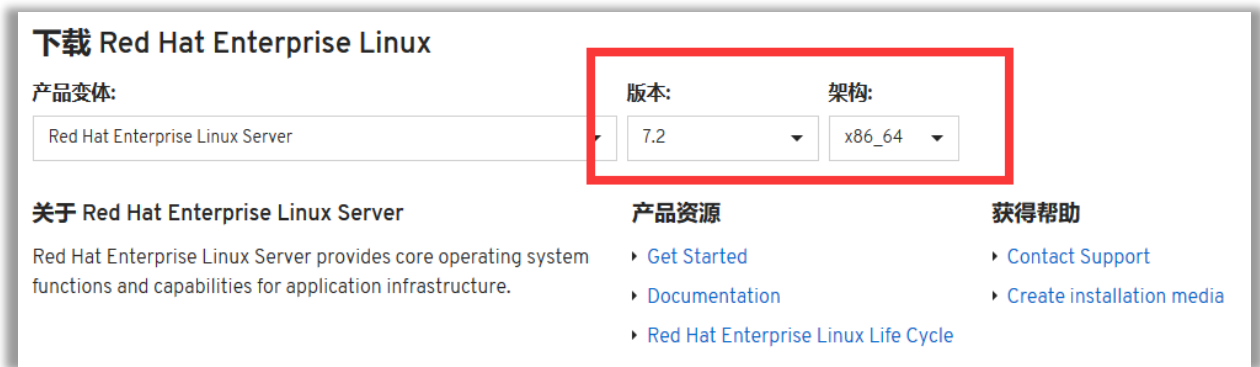 下载 Red Hat Enterprise Linux
产品变体:
版本:
架构:
Red Hat Enterprise Linux Server
7.2
x86_64
关于 Red Hat Enterprise Linux Server
Red Hat Enterprise Linux Server provides core operating system
functions and capabilities for application infrastructure.
产品资源
Get Started
Documentation
Red Hat Enterprise Linux Life Cycle
获得帮助
Contact Support
Create installation media